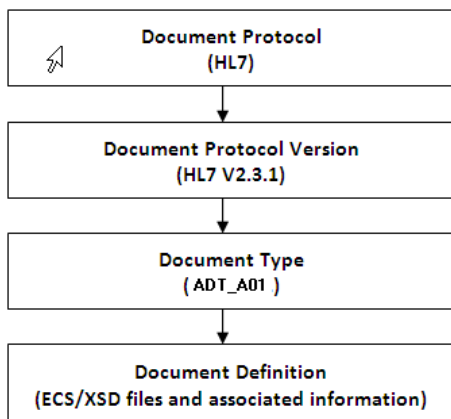 Document Protocol
(HL7)
Document Protocol Version
(HL7 V2.3.1)
Document Type
( ADT_A01 )
Document Definition
(ECS/XSD files and associated information)